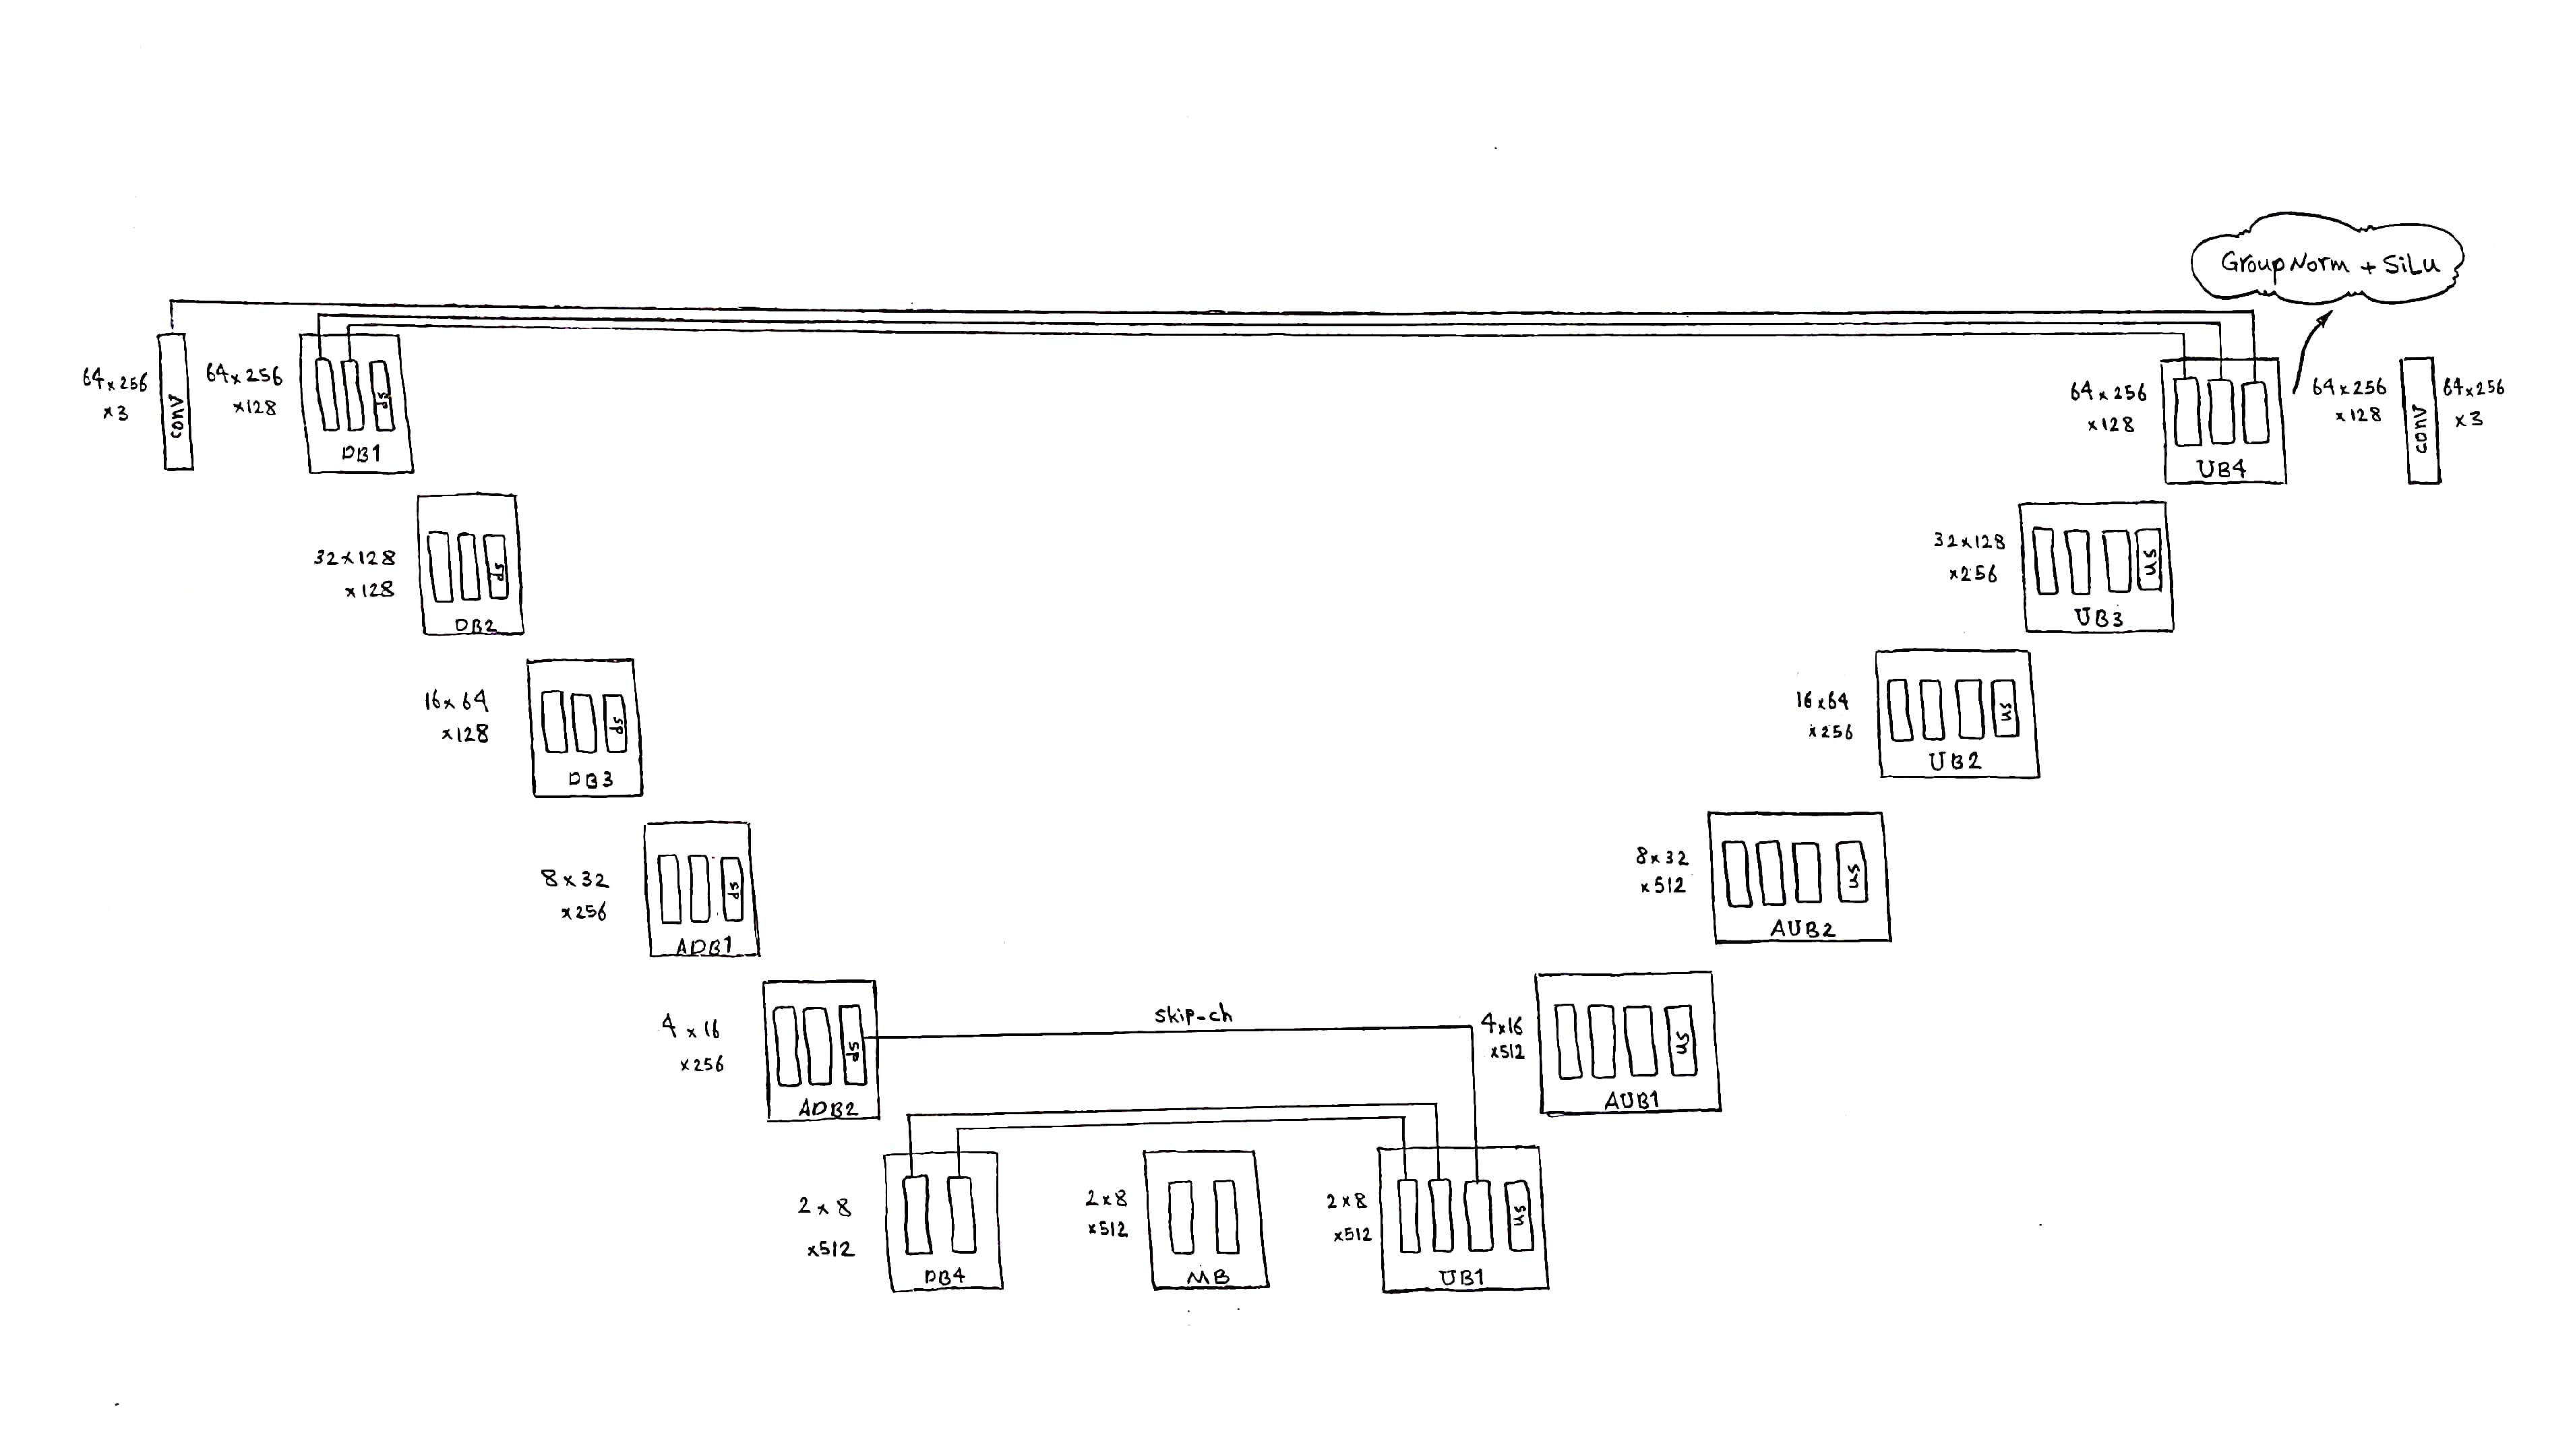 GroupNorm + SiLu
64x256
x3
conv
64x256
x128
ds
DB1
64x256
x128
UB4
64x256
x128
conv
64x256
x3
32x128
x128
ds
DB2
32x128
x256
us
UB3
16x64
x128
ds
DB3
16x64
x256
us
UB2
8x32
x256
ds
ADB1
8x32
x512
us
AUB2
4x16
x256
ds
ADB2
skip-ch
4x16
x512
us
AUB1
2x8
x512
DB4
2x8
x512
MB
2x8
x512
us
UB1